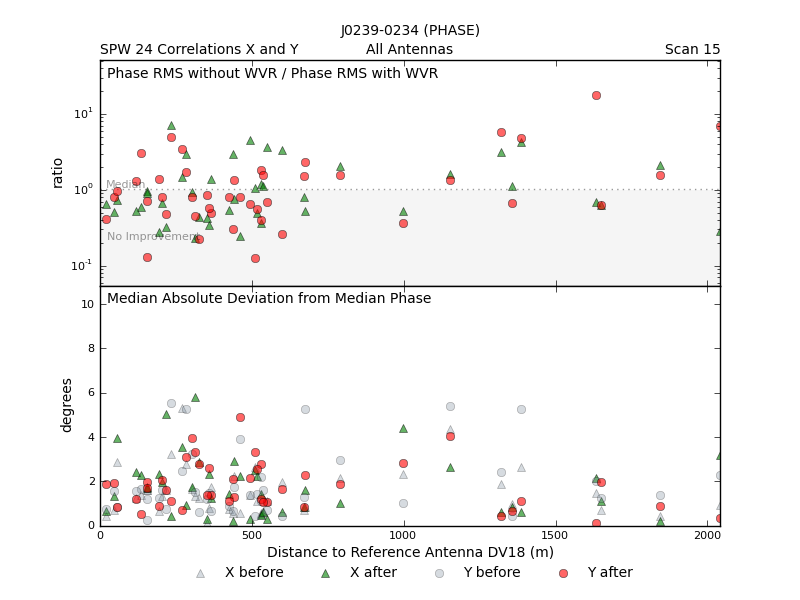 J0239-0234 (PHASE)
SPW 24 Correlations X and Y All Antennas Scan 15
Phase RMS without WVR / Phase RMS with WVR
10¹
Median
10⁰
ratio
No Improvement
10⁻¹
Median Absolute Deviation from Median Phase
10
8
6
degrees
4
2
0
0 500 1000 1500 2000
Distance to Reference Antenna DV18 (m)
X before X after Y before Y after